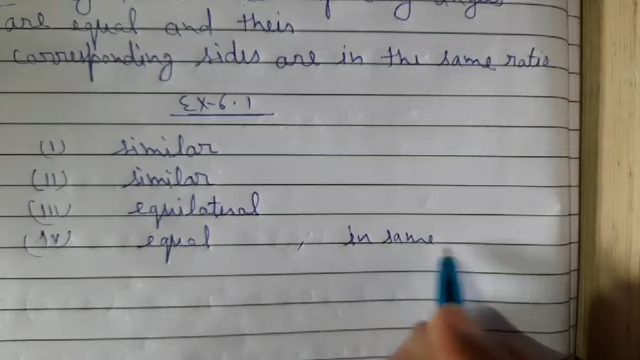 are equal and their
corresponding sides are in the same ratio
Ex-6.1
(i) similar
(ii) similar
(iii) equilateral
(iv) equal , in same